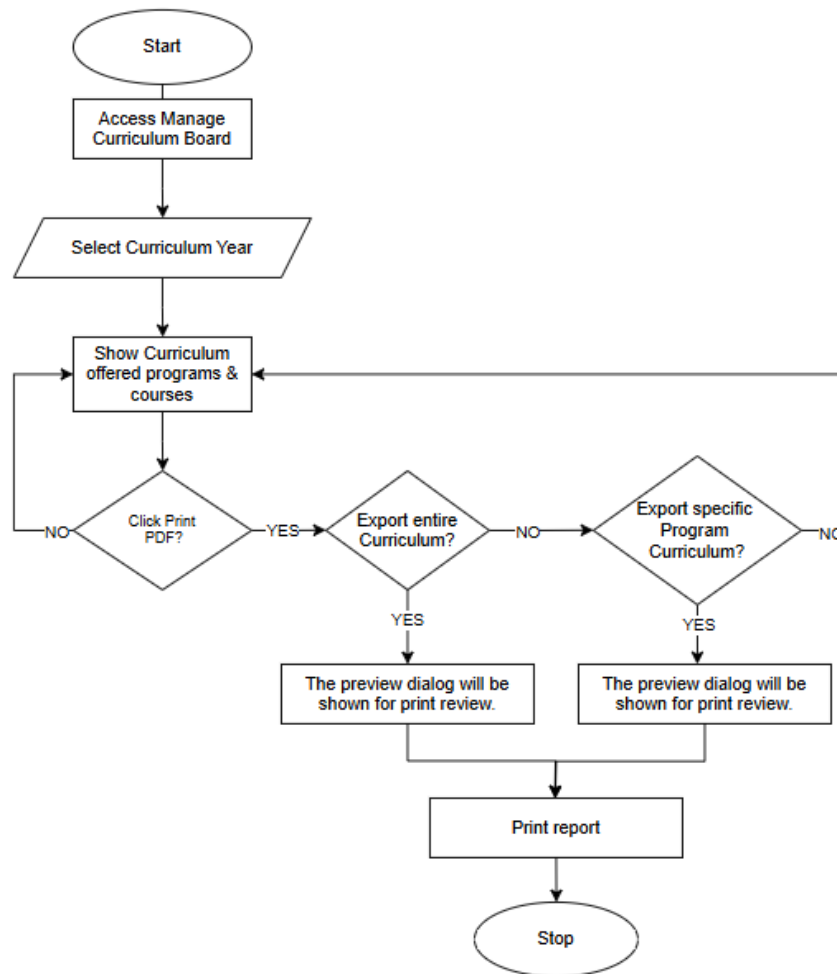 Start
Access Manage
Curriculum Board
Select Curriculum Year
Show Curriculum
offered programs &
courses
Click Print
PDF?
NO
YES
Export entire
Curriculum?
NO
Export specific
Program
Curriculum?
NO
YES
YES
The preview dialog will be
shown for print review.
The preview dialog will be
shown for print review.
Print report
Stop